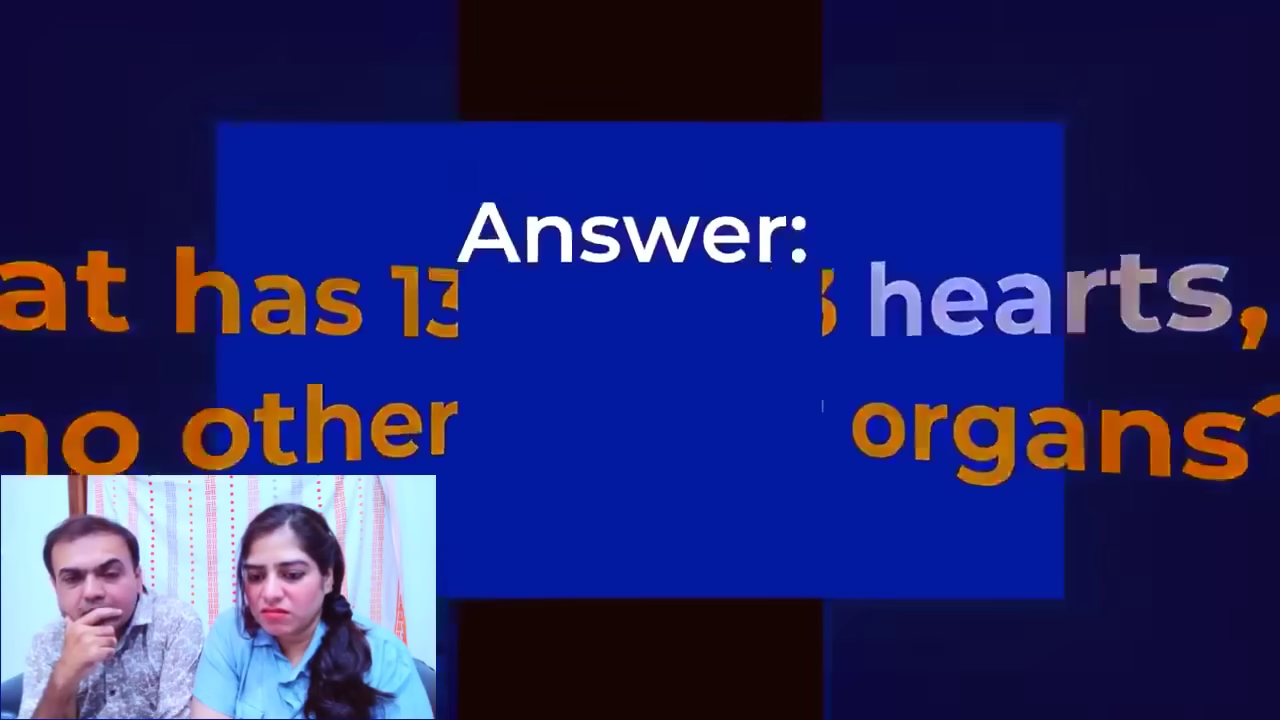 Answer:
at has 13 hearts,
no other organs?